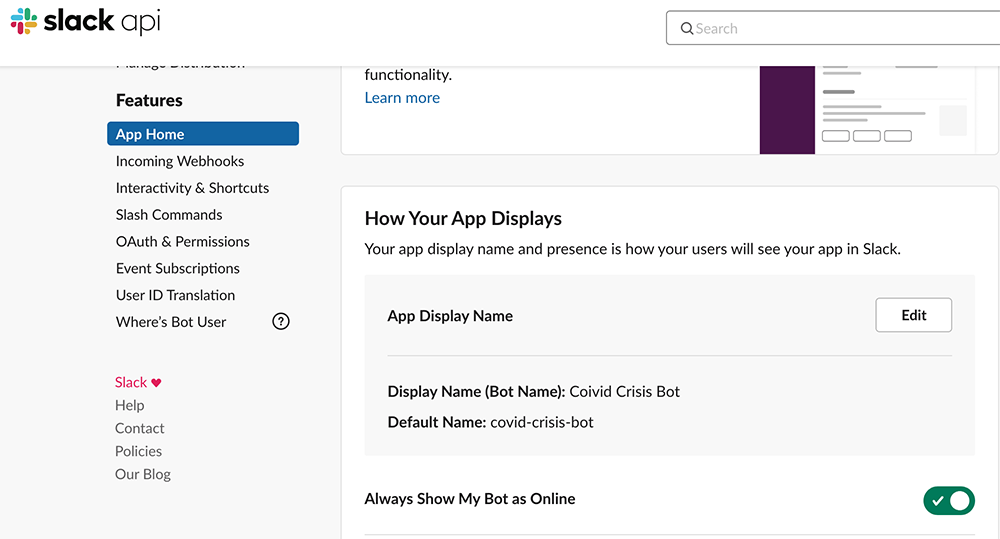 slack api
Search
Manage Distribution
Features
App Home
Incoming Webhooks
Interactivity & Shortcuts
Slash Commands
OAuth & Permissions
Event Subscriptions
User ID Translation
Where's Bot User ?
Slack ♥
Help
Contact
Policies
Our Blog
functionality.
Learn more
How Your App Displays
Your app display name and presence is how your users will see your app in Slack.
App Display Name
Edit
Display Name (Bot Name): Coivid Crisis Bot
Default Name: covid-crisis-bot
Always Show My Bot as Online